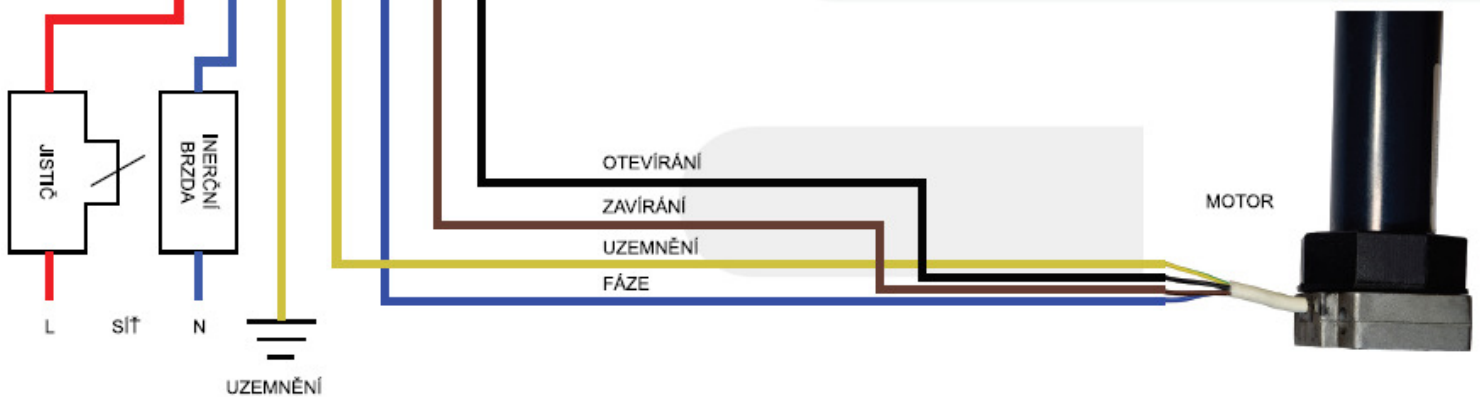 JISTIČ
INERČNÍ
BRZDA
OTEVÍRÁNÍ
ZAVÍRÁNÍ
UZEMNĚNÍ
FÁZE
MOTOR
L
SÍŤ
N
UZEMNĚNÍ